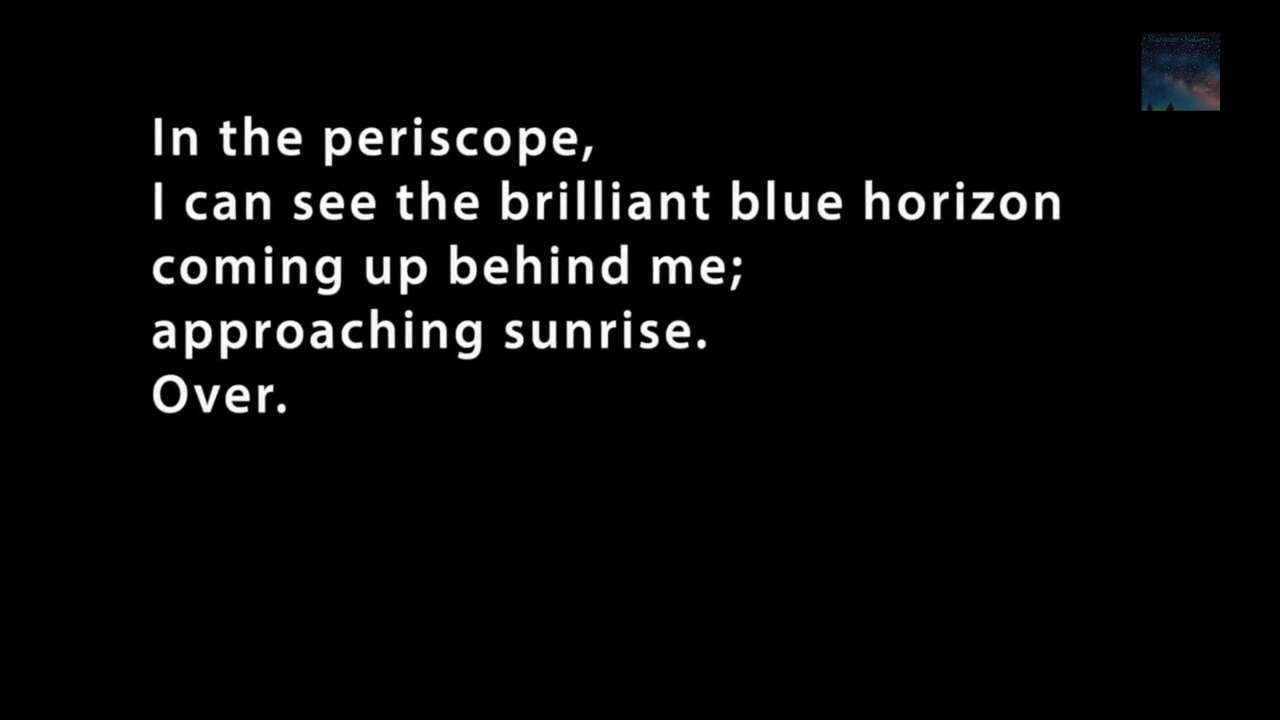 In the periscope,
I can see the brilliant blue horizon
coming up behind me;
approaching sunrise.
Over.